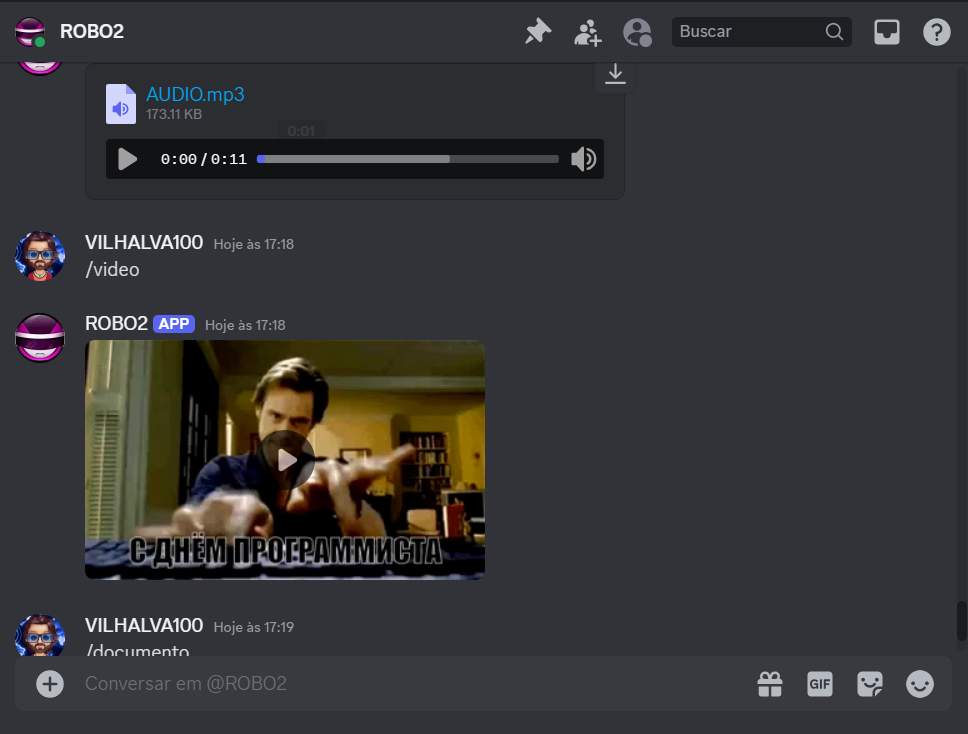 ROBO2
Buscar
AUDIO.mp3
173.11 KB
0:01
0:00 / 0:11
VILHALVA100 Hoje às 17:18
/video
ROBO2 APP Hoje às 17:18
С ДНЁМ ПРОГРАММИСТА
VILHALVA100 Hoje às 17:19
/documento
Conversar em @ROBO2
GIF